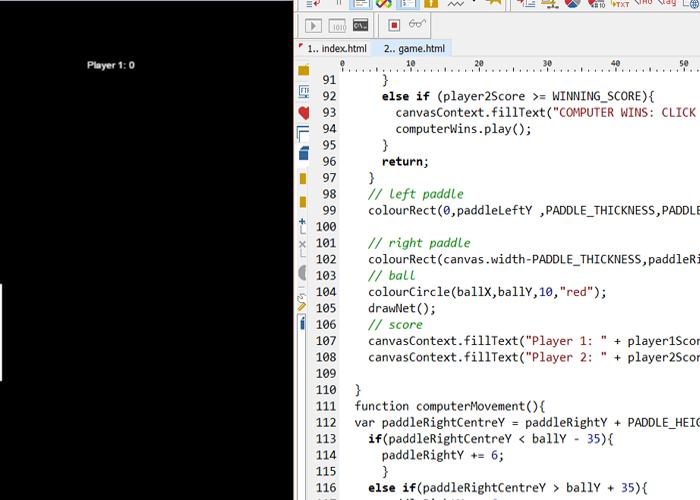 Player 1: 0
TXT
1.. index.html 2.. game.html
0 10 20 30 40 50
91 }
92 else if (player2Score >= WINNING_SCORE){
93 canvasContext.fillText("COMPUTER WINS: CLICK
94 computerWins.play();
95 }
96 return;
97 }
98 // left paddle
99 colourRect(0,paddleLeftY ,PADDLE_THICKNESS,PADDLE
100
101 // right paddle
102 colourRect(canvas.width-PADDLE_THICKNESS,paddleRi
103 // ball
104 colourCircle(ballX,ballY,10,"red");
105 drawNet();
106 // score
107 canvasContext.fillText("Player 1: " + player1Scor
108 canvasContext.fillText("Player 2: " + player2Scor
109
110 }
111 function computerMovement(){
112 var paddleRightCentreY = paddleRightY + PADDLE_HEIG
113 if(paddleRightCentreY < ballY - 35){
114 paddleRightY += 6;
115 }
116 else if(paddleRightCentreY > ballY + 35){